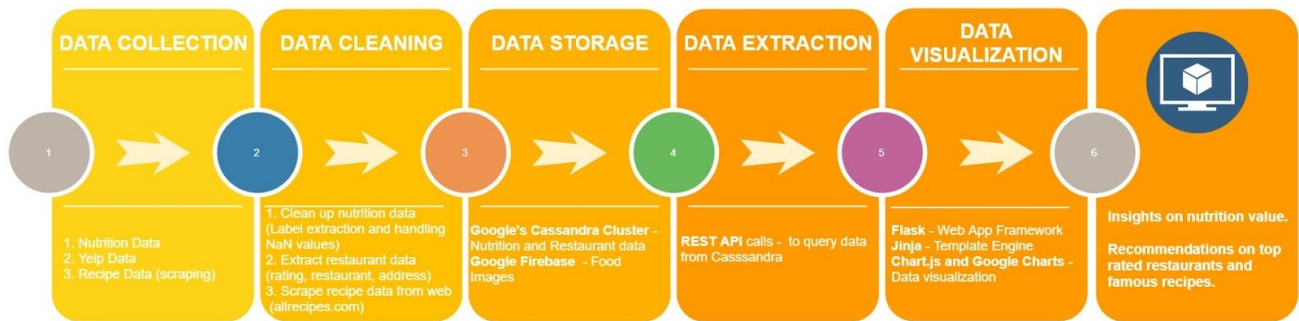 DATA COLLECTION
1
1. Nutrition Data
2. Yelp Data
3. Recipe Data (scraping)
DATA CLEANING
2
1. Clean up nutrition data
(Label extraction and handling
NaN values)
2. Extract restaurant data
(rating, restaurant, address)
3. Scrape recipe data from web
(allrecipes.com)
DATA STORAGE
3
Google's Cassandra Cluster -
Nutrition and Restaurant data
Google Firebase - Food
Images
DATA EXTRACTION
4
REST API calls - to query data
from Casssandra
DATA
VISUALIZATION
5
Flask - Web App Framework
Jinja - Template Engine
Chart.js and Google Charts -
Data visualization
6
Insights on nutrition value.
Recommendations on top
rated restaurants and
famous recipes.